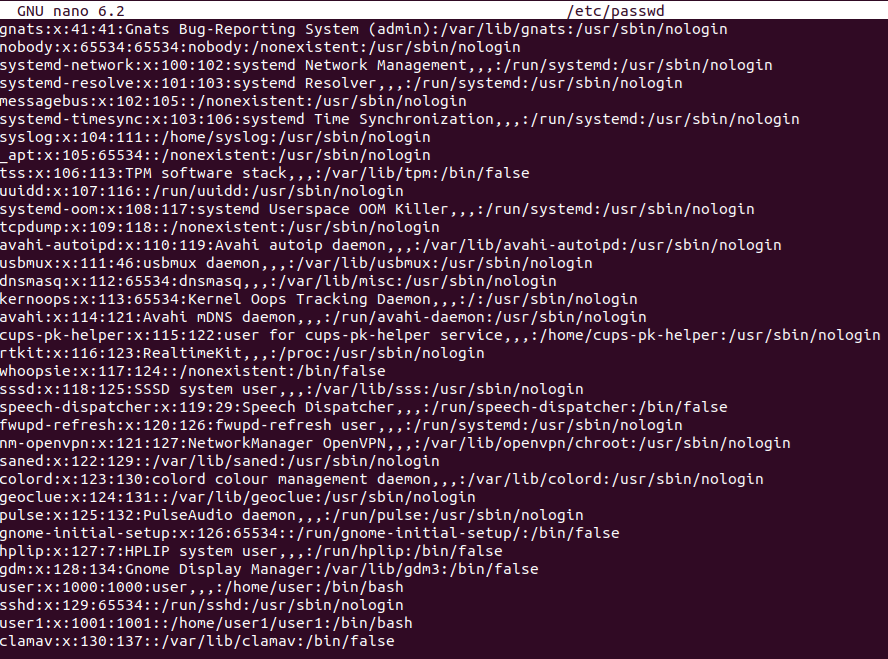 GNU nano 6.2 /etc/passwd
gnats:x:41:41:Gnats Bug-Reporting System (admin):/var/lib/gnats:/usr/sbin/nologin
nobody:x:65534:65534:nobody:/nonexistent:/usr/sbin/nologin
systemd-network:x:100:102:systemd Network Management,,,:/run/systemd:/usr/sbin/nologin
systemd-resolve:x:101:103:systemd Resolver,,,:/run/systemd:/usr/sbin/nologin
messagebus:x:102:105::/nonexistent:/usr/sbin/nologin
systemd-timesync:x:103:106:systemd Time Synchronization,,,:/run/systemd:/usr/sbin/nologin
syslog:x:104:111::/home/syslog:/usr/sbin/nologin
_apt:x:105:65534::/nonexistent:/usr/sbin/nologin
tss:x:106:113:TPM software stack,,,:/var/lib/tpm:/bin/false
uuidd:x:107:116::/run/uuidd:/usr/sbin/nologin
systemd-oom:x:108:117:systemd Userspace OOM Killer,,,:/run/systemd:/usr/sbin/nologin
tcpdump:x:109:118::/nonexistent:/usr/sbin/nologin
avahi-autoipd:x:110:119:Avahi autoip daemon,,,:/var/lib/avahi-autoipd:/usr/sbin/nologin
usbmux:x:111:46:usbmux daemon,,,:/var/lib/usbmux:/usr/sbin/nologin
dnsmasq:x:112:65534:dnsmasq,,,:/var/lib/misc:/usr/sbin/nologin
kernoops:x:113:65534:Kernel Oops Tracking Daemon,,,:/:/usr/sbin/nologin
avahi:x:114:121:Avahi mDNS daemon,,,:/run/avahi-daemon:/usr/sbin/nologin
cups-pk-helper:x:115:122:user for cups-pk-helper service,,,:/home/cups-pk-helper:/usr/sbin/nologin
rtkit:x:116:123:RealtimeKit,,,:/proc:/usr/sbin/nologin
whoopsie:x:117:124::/nonexistent:/bin/false
sssd:x:118:125:SSSD system user,,,:/var/lib/sss:/usr/sbin/nologin
speech-dispatcher:x:119:29:Speech Dispatcher,,,:/run/speech-dispatcher:/bin/false
fwupd-refresh:x:120:126:fwupd-refresh user,,,:/run/systemd:/usr/sbin/nologin
nm-openvpn:x:121:127:NetworkManager OpenVPN,,,:/var/lib/openvpn/chroot:/usr/sbin/nologin
saned:x:122:129::/var/lib/saned:/usr/sbin/nologin
colord:x:123:130:colord colour management daemon,,,:/var/lib/colord:/usr/sbin/nologin
geoclue:x:124:131::/var/lib/geoclue:/usr/sbin/nologin
pulse:x:125:132:PulseAudio daemon,,,:/run/pulse:/usr/sbin/nologin
gnome-initial-setup:x:126:65534::/run/gnome-initial-setup/:/bin/false
hplip:x:127:7:HPLIP system user,,,:/run/hplip:/bin/false
gdm:x:128:134:Gnome Display Manager:/var/lib/gdm3:/bin/false
user:x:1000:1000:user,,,:/home/user:/bin/bash
sshd:x:129:65534::/run/sshd:/usr/sbin/nologin
user1:x:1001:1001::/home/user1/user1:/bin/bash
clamav:x:130:137::/var/lib/clamav:/bin/false